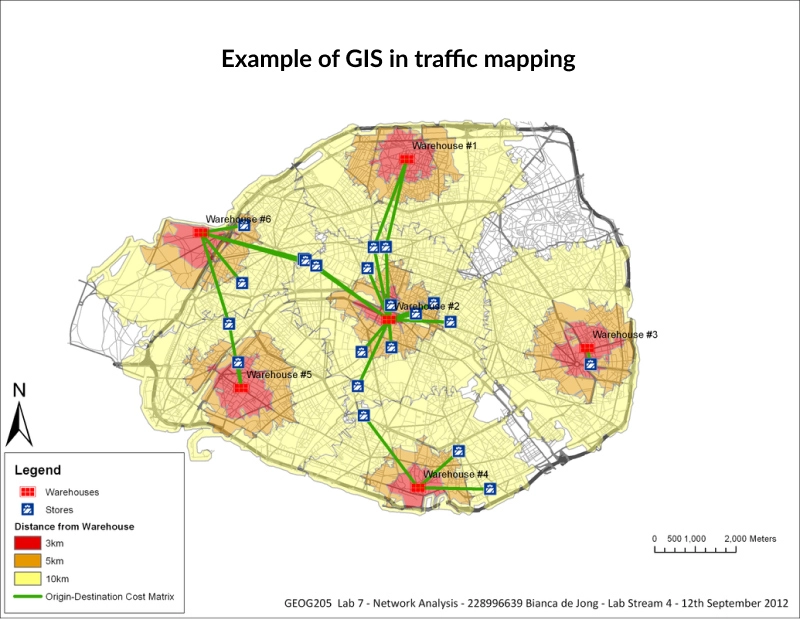 Example of GIS in traffic mapping
Warehouse #1
Warehouse #6
Warehouse #2
Warehouse #3
Warehouse #5
Warehouse #4
N
Legend
Warehouses
Stores
Distance from Warehouse
3km
5km
10km
Origin-Destination Cost Matrix
0 500 1,000 2,000 Meters
GEOG205 Lab 7 - Network Analysis - 228996639 Bianca de Jong - Lab Stream 4 - 12th September 2012